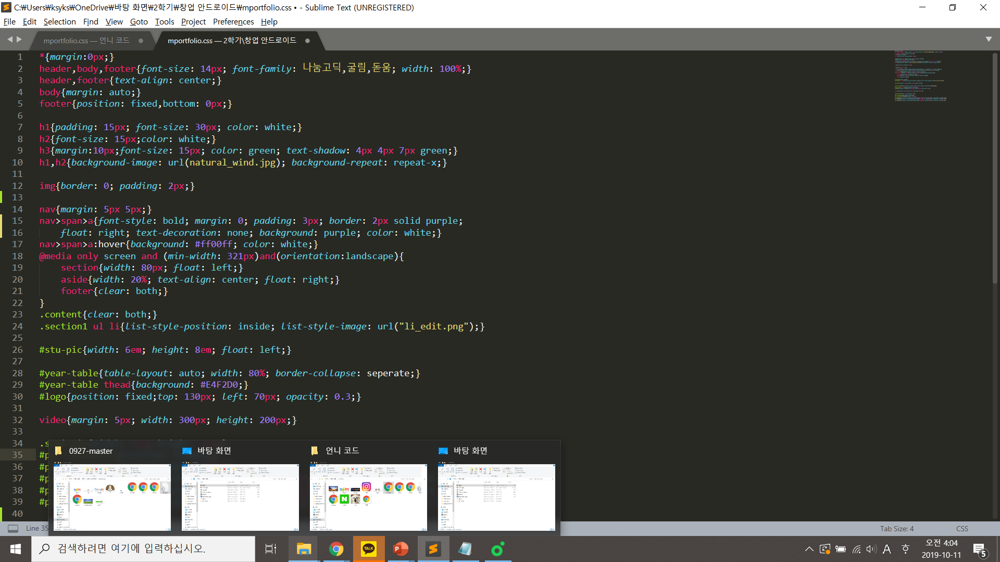 C:₩Users₩ksyks₩OneDrive₩바탕 화면₩2학기₩창업 안드로이드₩mportfolio.css • - Sublime Text (UNREGISTERED)
File Edit Selection Find View Goto Tools Project Preferences Help
mportfolio.css — 언니 코드
mportfolio.css — 2학기\창업 안드로이드
1 *{margin:0px;}
2 header,body,footer{font-size: 14px; font-family: 나눔고딕,굴림,돋움; width: 100%;}
3 header,footer{text-align: center;}
4 body{margin: auto;}
5 footer{position: fixed,bottom: 0px;}
6
7 h1{padding: 15px; font-size: 30px; color: white;}
8 h2{font-size: 15px;color: white;}
9 h3{margin:10px;font-size: 15px; color: green; text-shadow: 4px 4px 7px green;}
10 h1,h2{background-image: url(natural_wind.jpg); background-repeat: repeat-x;}
11
12 img{border: 0; padding: 2px;}
13
14 nav{margin: 5px 5px;}
15 nav>span>a{font-style: bold; margin: 0; padding: 3px; border: 2px solid purple;
16 float: right; text-decoration: none; background: purple; color: white;}
17 nav>span>a:hover{background: #ff00ff; color: white;}
18 @media only screen and (min-width: 321px)and(orientation:landscape){
19 section{width: 80px; float: left;}
20 aside{width: 20%; text-align: center; float: right;}
21 footer{clear: both;}
22 }
23 .content{clear: both;}
24 .section1 ul li{list-style-position: inside; list-style-image: url("li_edit.png");}
25
26 #stu-pic{width: 6em; height: 8em; float: left;}
27
28 #year-table{table-layout: auto; width: 80%; border-collapse: seperate;}
29 #year-table thead{background: #E4F2D0;}
30 #logo{position: fixed;top: 130px; left: 70px; opacity: 0.3;}
31
32 video{margin: 5px; width: 300px; height: 200px;}
33
34 .s
35 #p
36 #p
37 #p
38 #p
39 #p
40
0927-master
바탕 화면
언니 코드
바탕 화면
Line 35
Tab Size: 4
CSS
검색하려면 여기에 입력하십시오.
TALK
A
오전 4:04
2019-10-11
5